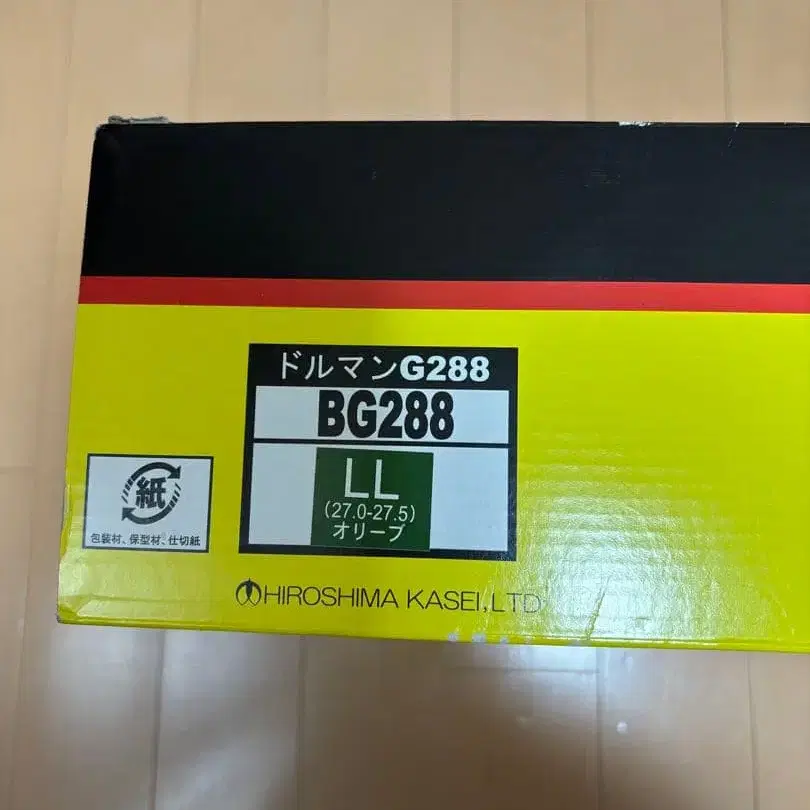 ドルマンG288
BG288
LL
(27.0-27.5)
オリーブ
紙
包装材、保型材、仕切紙
HIROSHIMA KASEI,LTD